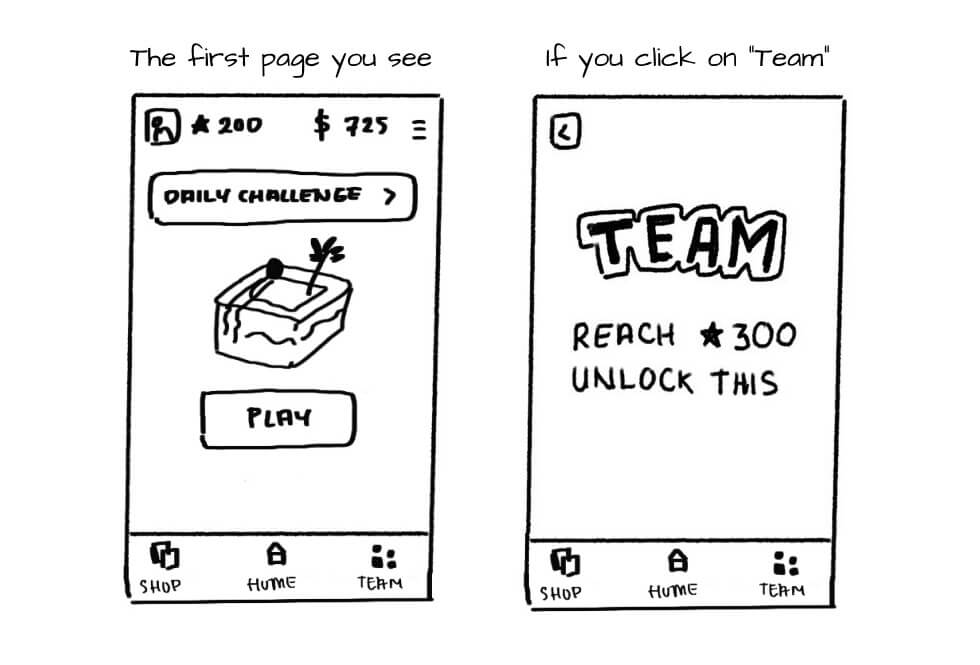 The first page you see
★ 200 $ 725
DAILY CHALLENGE >
PLAY
SHOP HOME TEAM
If you click on "Team"
<
TEAM
REACH ★ 300
UNLOCK THIS
SHOP HOME TEAM